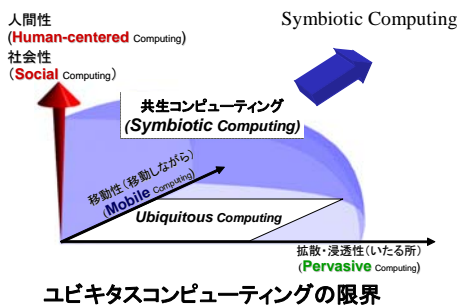 人間性
(Human-centered Computing)
社会性
(Social Computing)
Symbiotic Computing
共生コンピューティング
(Symbiotic Computing)
移動性(移動しながら)
(Mobile Computing)
Ubiquitous Computing
拡散・浸透性(いたる所)
(Pervasive Computing)
ユビキタスコンピューティングの限界